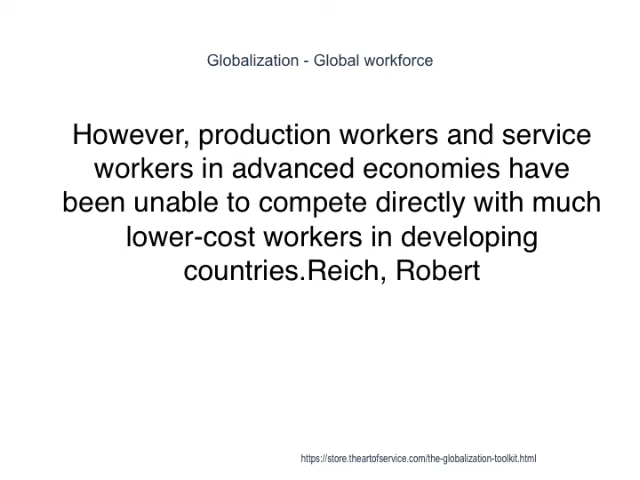 Globalization - Global workforce
However, production workers and service
workers in advanced economies have
been unable to compete directly with much
lower-cost workers in developing
countries.Reich, Robert
https://store.theartofservice.com/the-globalization-toolkit.html